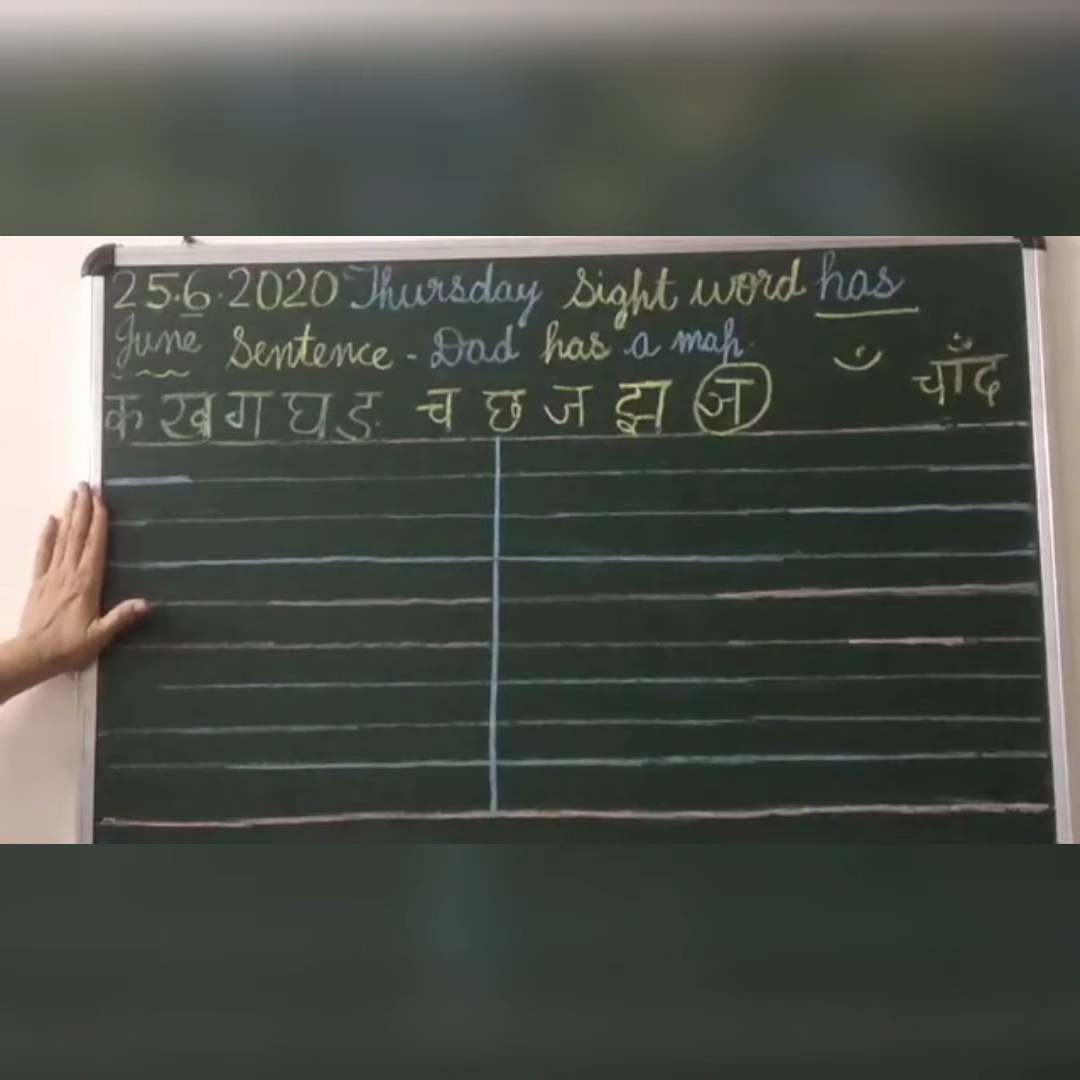 25.6.2020 Thursday Sight word has
June Sentence - Dad has a map.
क ख ग घ ङ च छ ज झ ञ चाँद